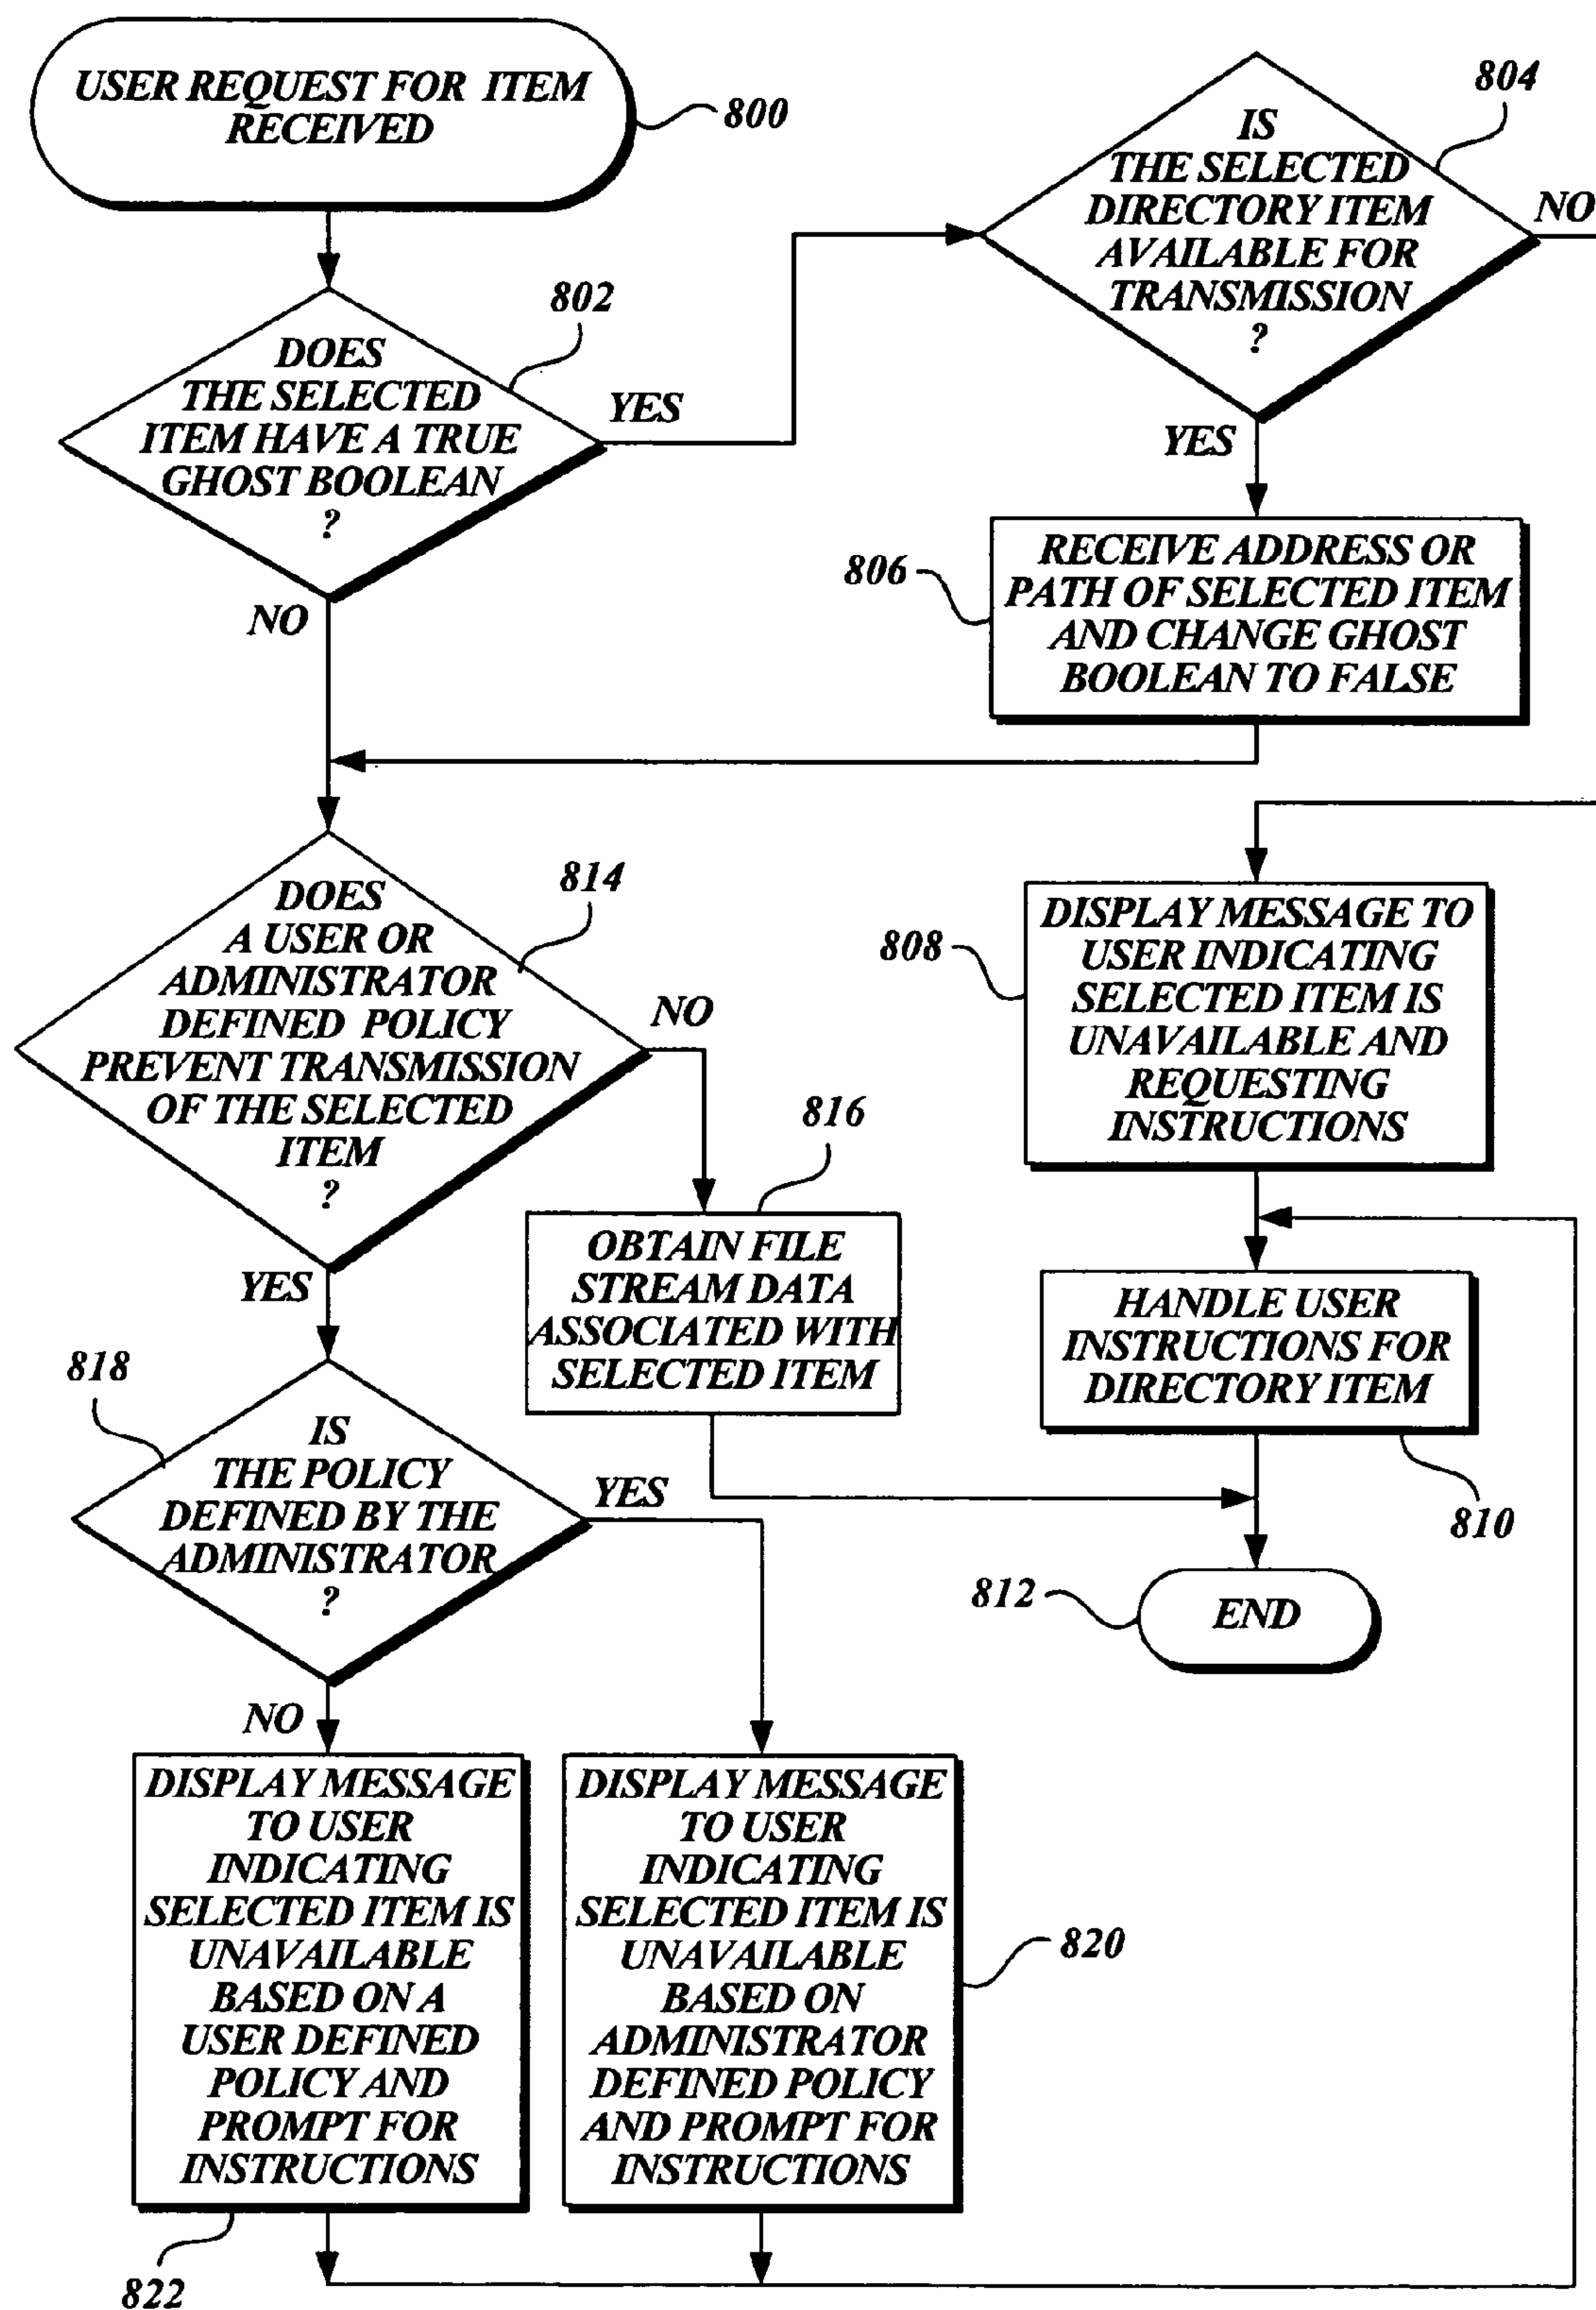 USER REQUEST FOR ITEM
RECEIVED
800
DOES
THE SELECTED
ITEM HAVE A TRUE
GHOST BOOLEAN
?
802
YES
NO
IS
THE SELECTED
DIRECTORY ITEM
AVAILABLE FOR
TRANSMISSION
?
804
NO
YES
RECEIVE ADDRESS OR
PATH OF SELECTED ITEM
AND CHANGE GHOST
BOOLEAN TO FALSE
806
DOES
A USER OR
ADMINISTRATOR
DEFINED POLICY
PREVENT TRANSMISSION
OF THE SELECTED
ITEM
?
814
NO
YES
DISPLAY MESSAGE TO
USER INDICATING
SELECTED ITEM IS
UNAVAILABLE AND
REQUESTING
INSTRUCTIONS
808
OBTAIN FILE
STREAM DATA
ASSOCIATED WITH
SELECTED ITEM
816
HANDLE USER
INSTRUCTIONS FOR
DIRECTORY ITEM
810
IS
THE POLICY
DEFINED BY THE
ADMINISTRATOR
?
818
YES
NO
END
812
DISPLAY MESSAGE
TO USER
INDICATING
SELECTED ITEM IS
UNAVAILABLE
BASED ON A
USER DEFINED
POLICY AND
PROMPT FOR
INSTRUCTIONS
822
DISPLAY MESSAGE
TO USER
INDICATING
SELECTED ITEM IS
UNAVAILABLE
BASED ON
ADMINISTRATOR
DEFINED POLICY
AND PROMPT FOR
INSTRUCTIONS
820